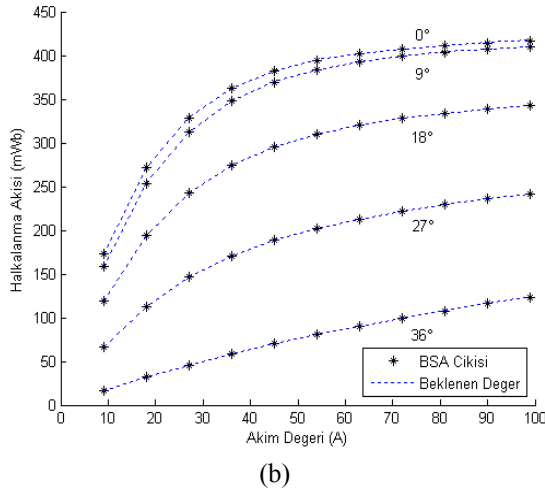 450
400
350
300
250
200
150
100
50
0
Halkalanma Akisi (mWb)
0°
9°
18°
27°
36°
BSA Cikisi
Beklenen Deger
0 10 20 30 40 50 60 70 80 90 100
Akim Degeri (A)
(b)